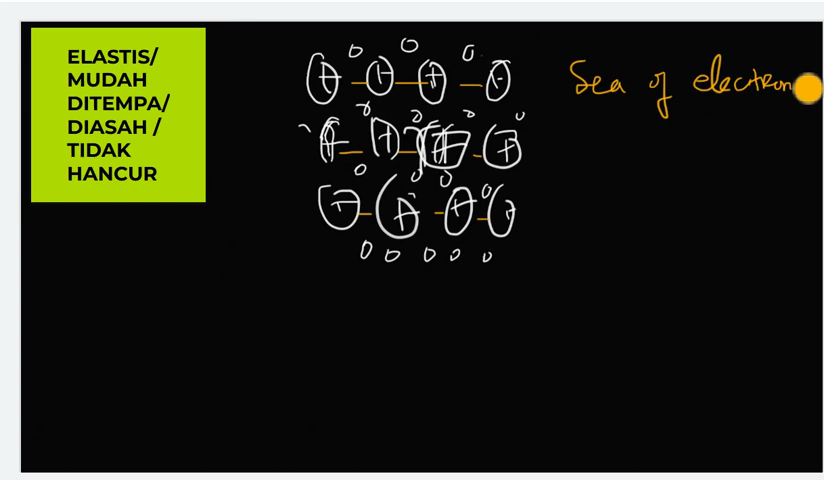 ELASTIS/
MUDAH
DITEMPA/
DIASAH /
TIDAK
HANCUR
Sea of electron